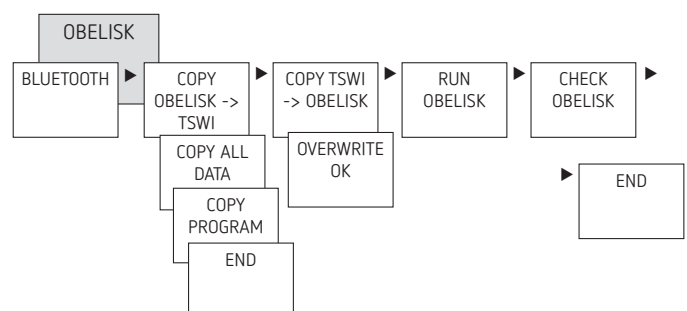 OBELISK
BLUETOOTH
COPY
OBELISK ->
TSWI
COPY ALL
DATA
COPY
PROGRAM
END
COPY TSWI
-> OBELISK
OVERWRITE
OK
RUN
OBELISK
CHECK
OBELISK
END